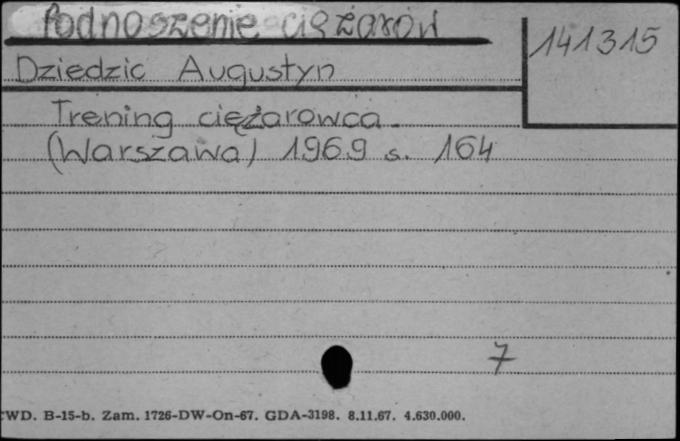 Podnoszenie ciężarów
141315
Dziedzic Augustyn
Trening ciężarowca.
(Warszawa) 1969 s. 164
7
CWD. B-15-b. Zam. 1726-DW-On-67. GDA-3198. 8.11.67. 4.630.000.